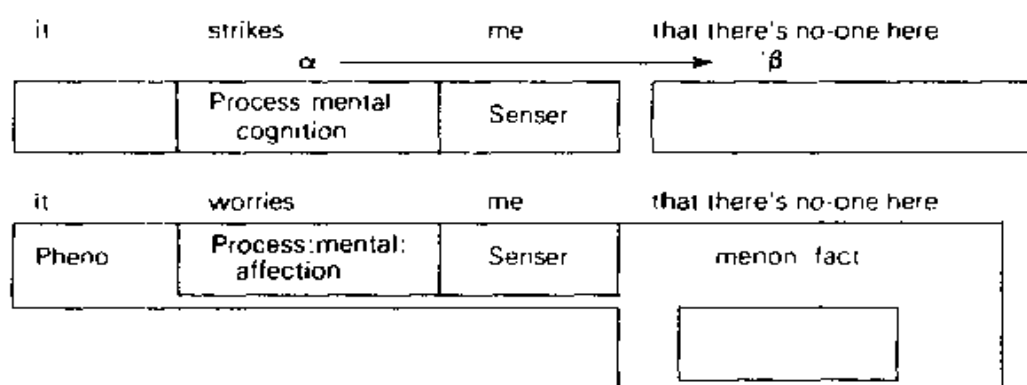 it strikes me that there's no-one here
α β
Process mental Senser
cognition
it worries me that there's no-one here
Pheno Process:mental: Senser menon fact
affection